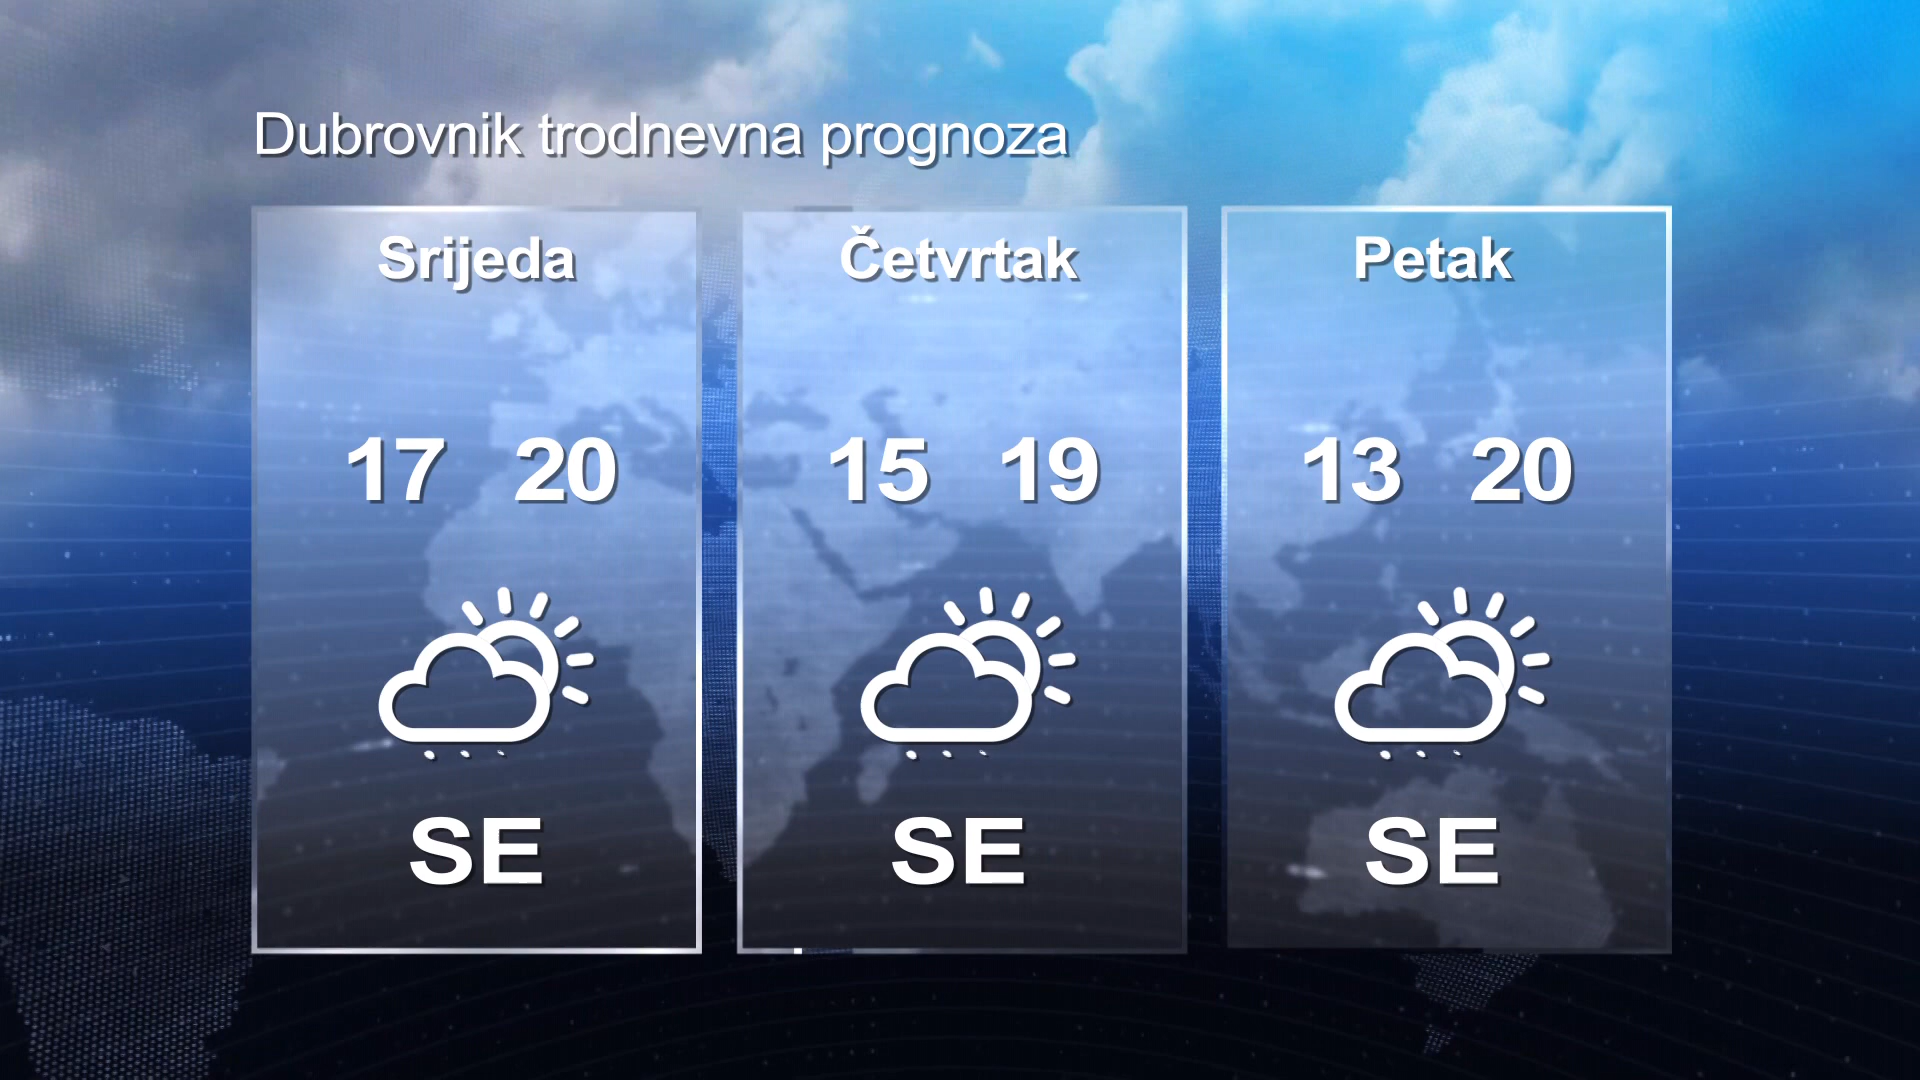 Dubrovnik trodnevna prognoza
Srijeda
17 20
SE
Četvrtak
15 19
SE
Petak
13 20
SE